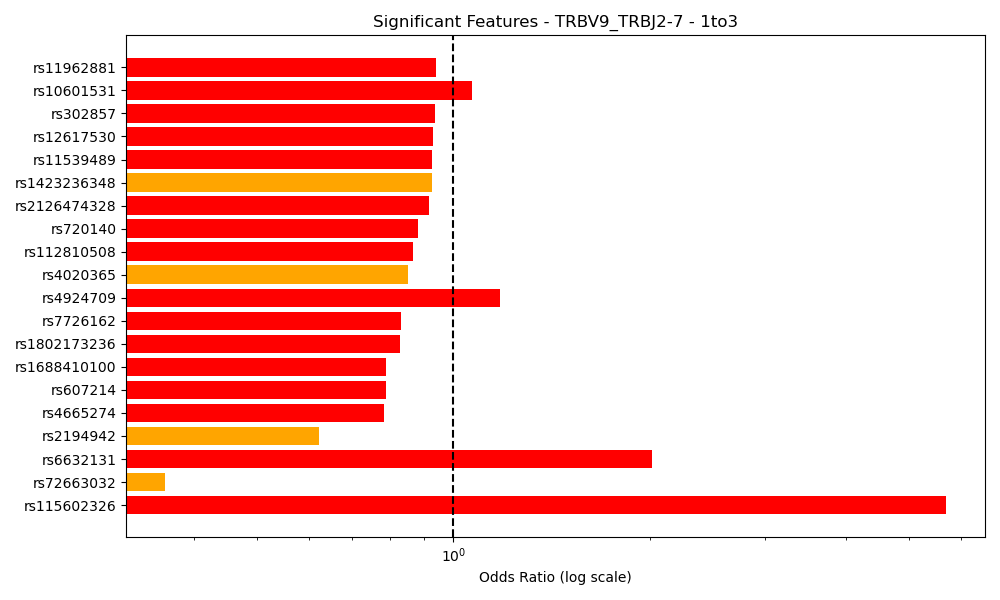 Significant Features - TRBV9_TRBJ2-7 - 1to3
rs11962881
rs10601531
rs302857
rs12617530
rs11539489
rs1423236348
rs2126474328
rs720140
rs112810508
rs4020365
rs4924709
rs7726162
rs1802173236
rs1688410100
rs607214
rs4665274
rs2194942
rs6632131
rs72663032
rs115602326
10⁰
Odds Ratio (log scale)